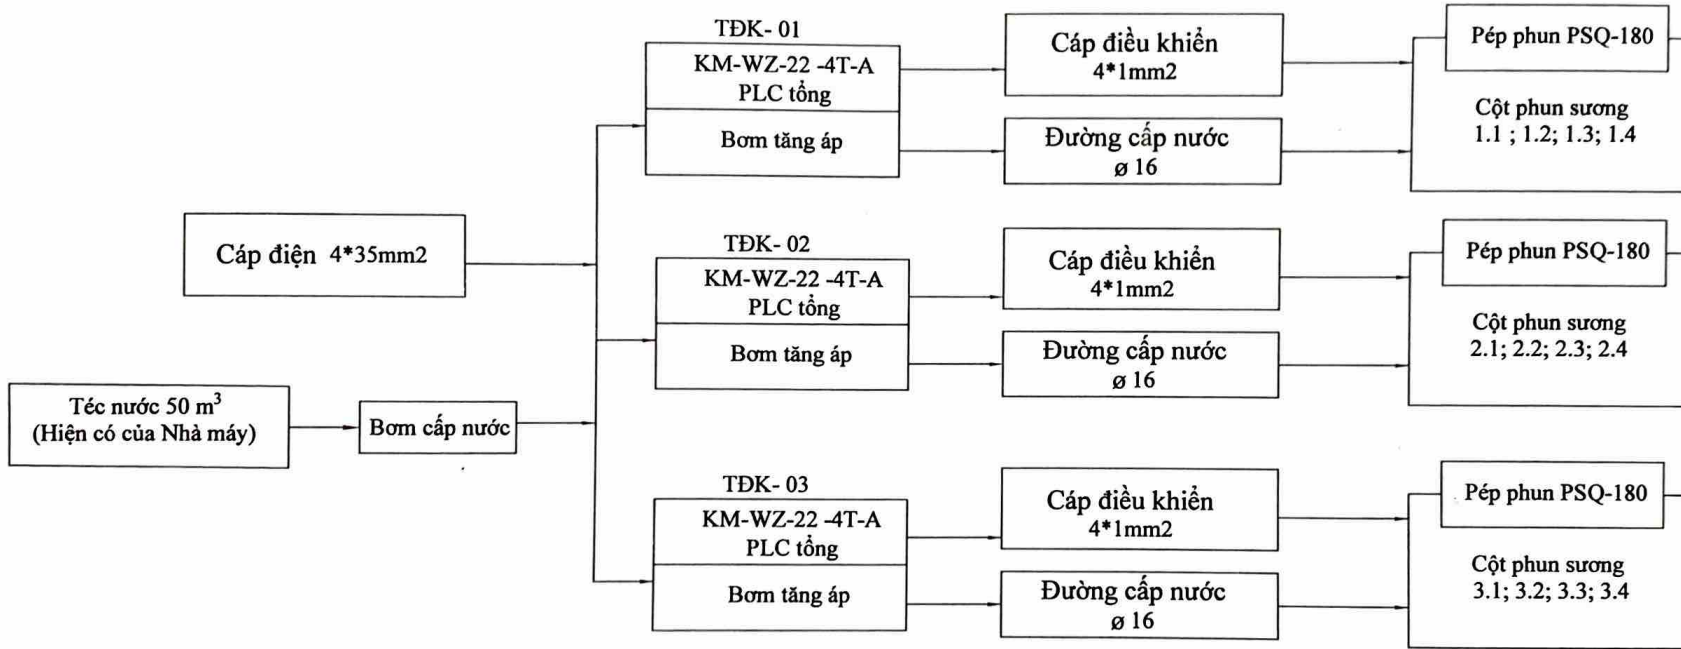 TĐK- 01
KM-WZ-22 -4T-A
PLC tổng
Bơm tăng áp
Cáp điều khiển
4*1mm2
Đường cấp nước
ø 16
Pép phun PSQ-180
Cột phun sương
1.1 ; 1.2; 1.3; 1.4
Cáp điện 4*35mm2
TĐK- 02
KM-WZ-22 -4T-A
PLC tổng
Bơm tăng áp
Cáp điều khiển
4*1mm2
Đường cấp nước
ø 16
Pép phun PSQ-180
Cột phun sương
2.1; 2.2; 2.3; 2.4
Téc nước 50 m³
(Hiện có của Nhà máy)
Bơm cấp nước
TĐK- 03
KM-WZ-22 -4T-A
PLC tổng
Bơm tăng áp
Cáp điều khiển
4*1mm2
Đường cấp nước
ø 16
Pép phun PSQ-180
Cột phun sương
3.1; 3.2; 3.3; 3.4